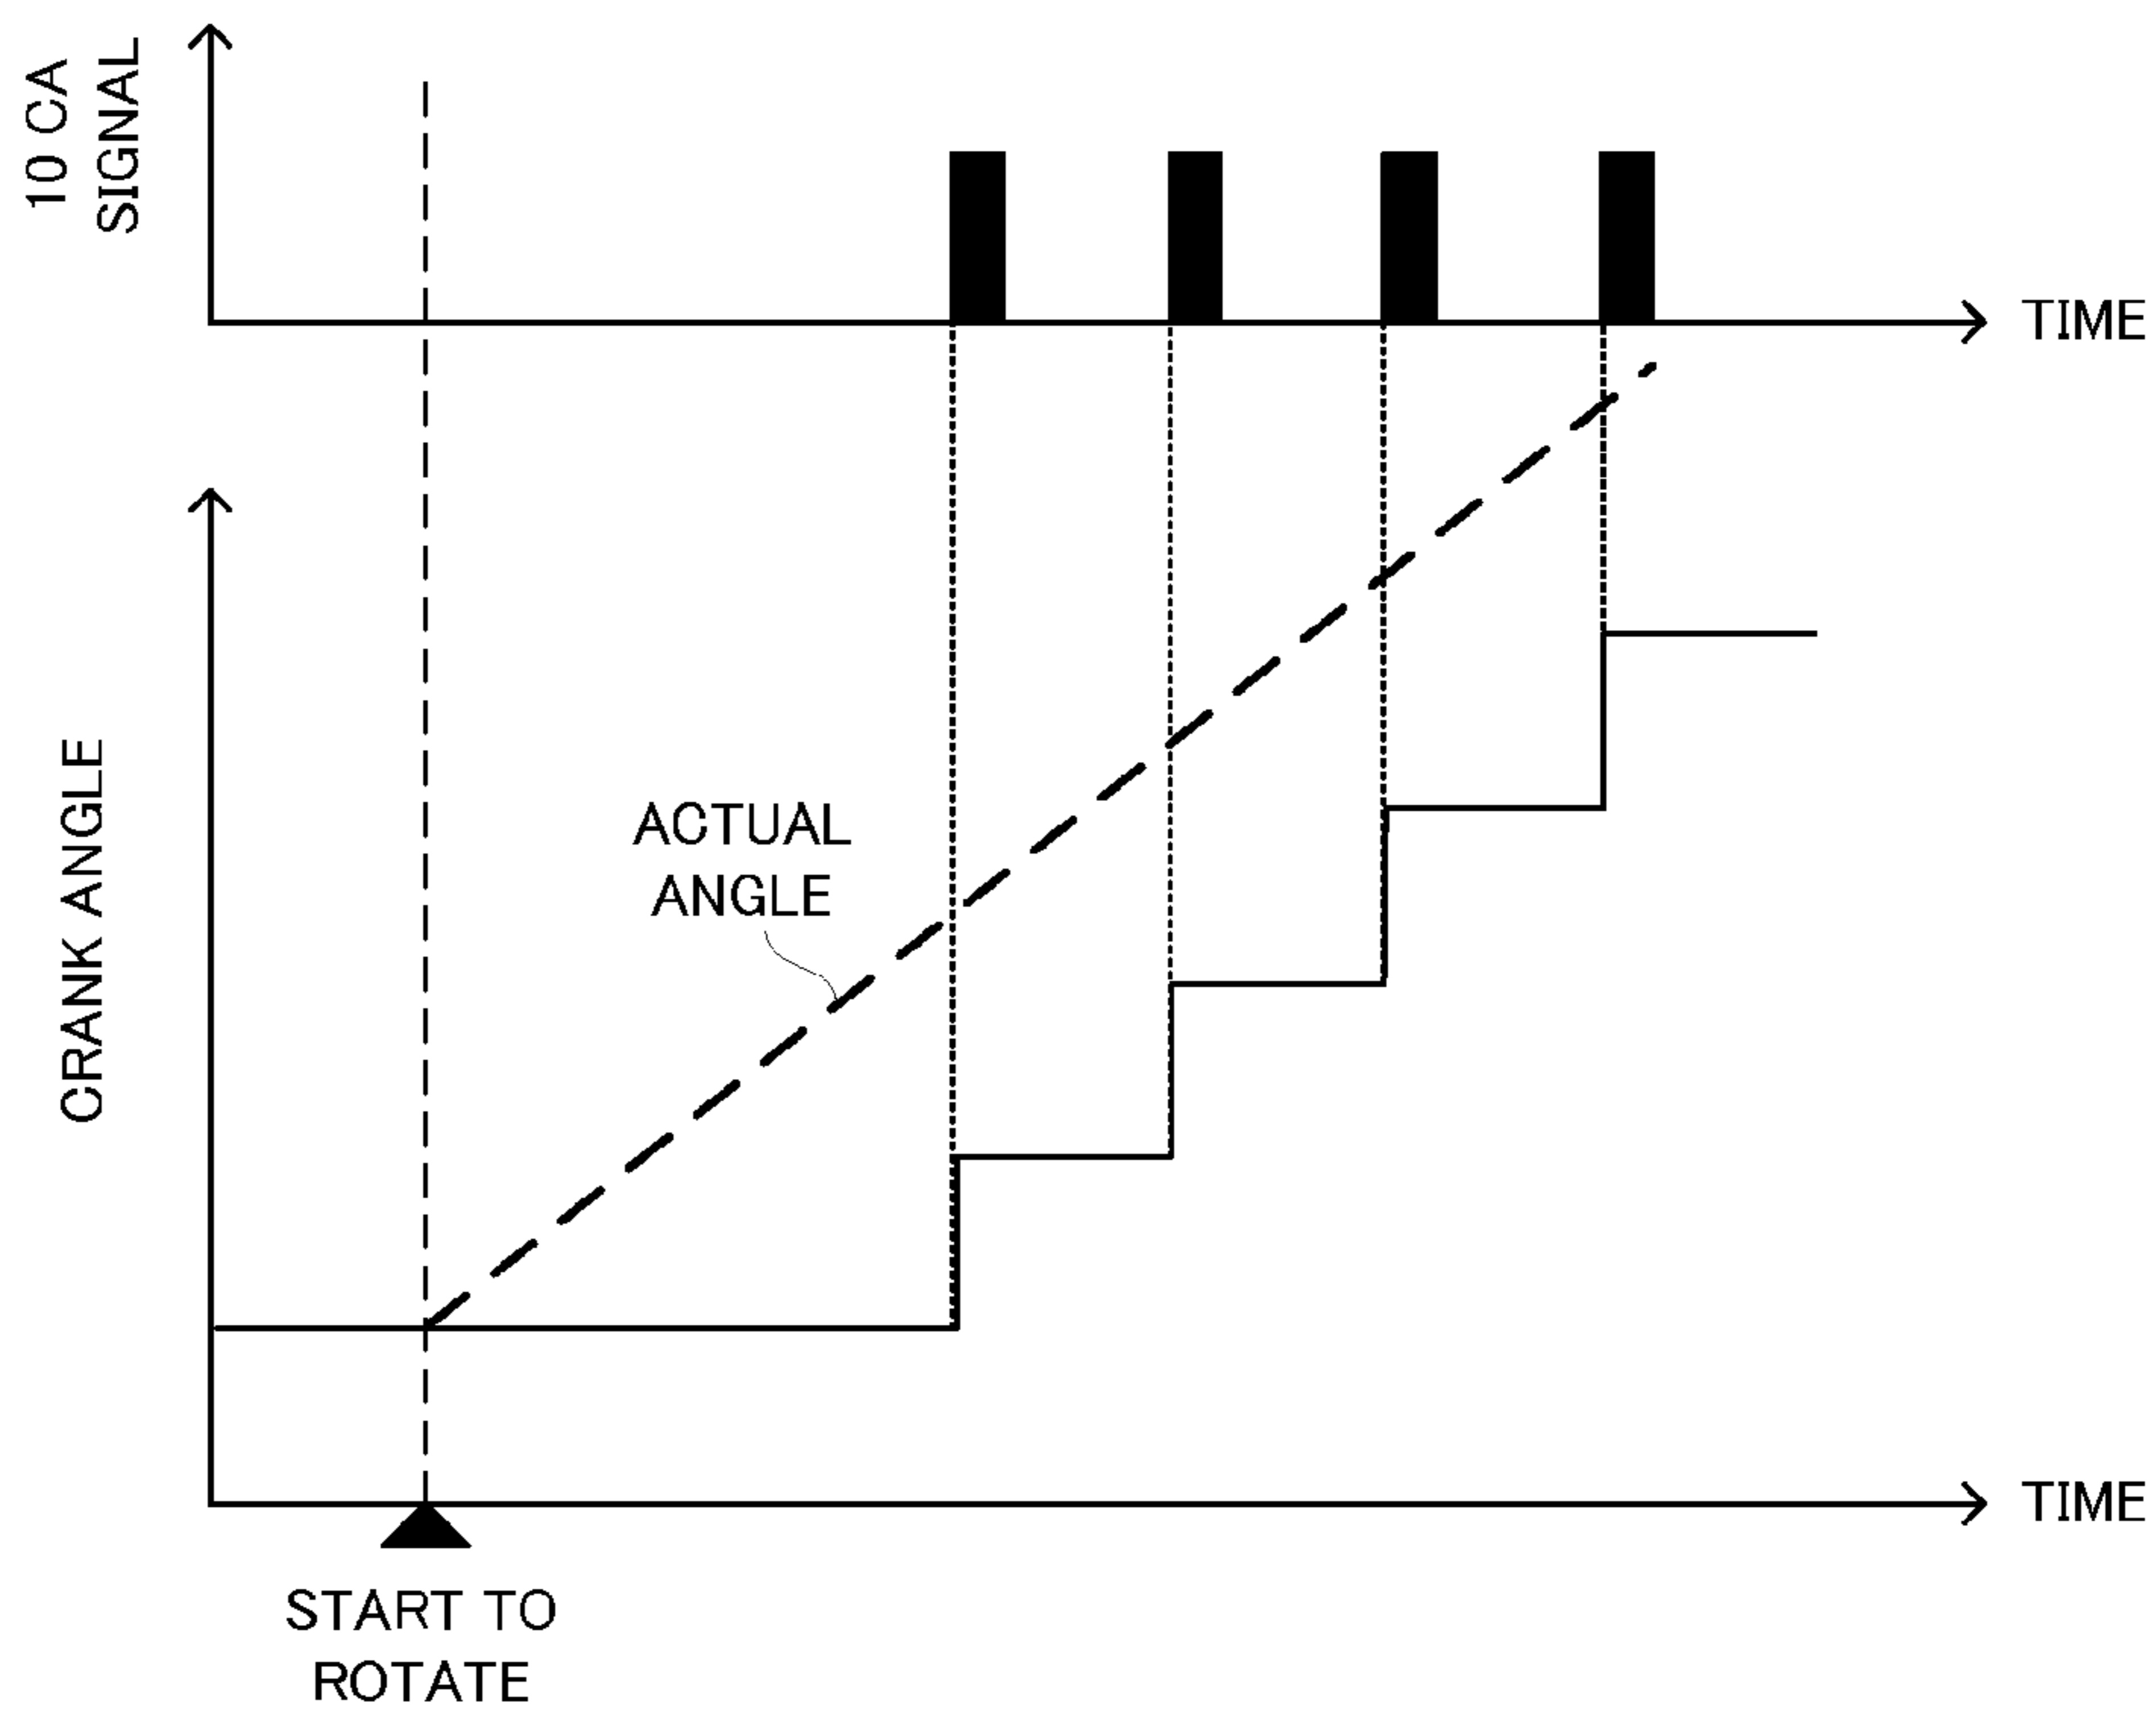 10 CA
SIGNAL
TIME
CRANK ANGLE
ACTUAL
ANGLE
TIME
START TO
ROTATE